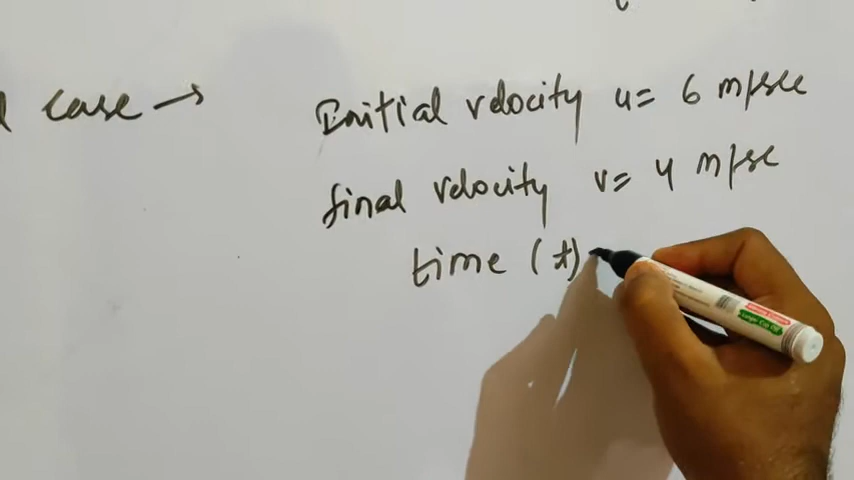 case →
Initial velocity u = 6 m/sec
final velocity v = 4 m/sec
time (t)